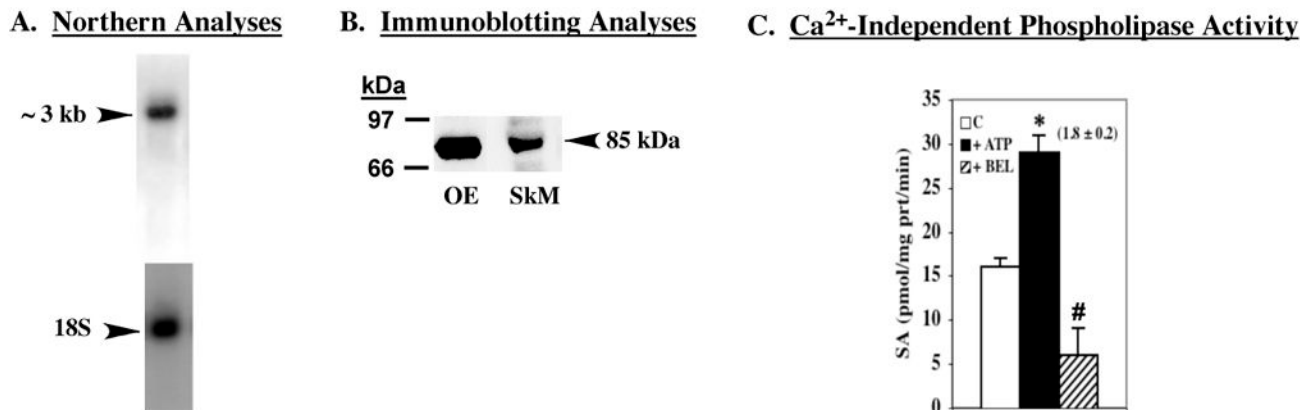 A. Northern Analyses
~ 3 kb
18S
B. Immunoblotting Analyses
kDa
97
66
85 kDa
OE SkM
C. Ca²⁺-Independent Phospholipase Activity
SA (pmol/mg prt/min)
35
30
25
20
15
10
5
0
C
+ ATP
+ BEL
*
(1.8 ± 0.2)
#